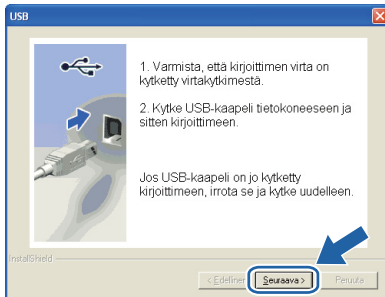 USB
1. Varmista, että kirjoittimen virta on
kytketty virtakytkimestä.
2. Kytke USB-kaapeli tietokoneeseen ja
sitten kirjoittimeen.
Jos USB-kaapeli on jo kytketty
kirjoittimeen, irrota se ja kytke uudelleen.
InstallShield
< Edellinen
Seuraava >
Peruuta